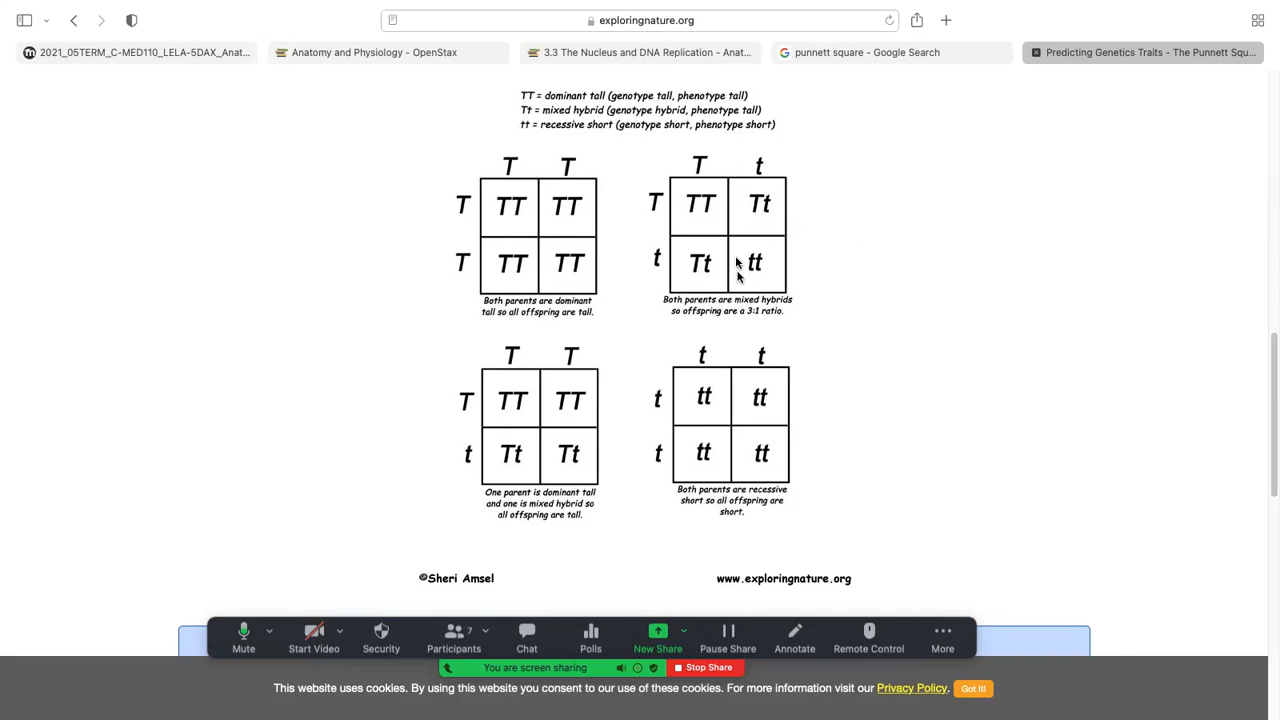 exploringnature.org
2021_05TERM_C-MED110_LELA-5DAX_Anat...
Anatomy and Physiology - OpenStax
3.3 The Nucleus and DNA Replication - Anat...
punnett square - Google Search
Predicting Genetics Traits - The Punnett Squ...
TT = dominant tall (genotype tall, phenotype tall)
Tt = mixed hybrid (genotype hybrid, phenotype tall)
tt = recessive short (genotype short, phenotype short)
T T
T TT TT
T TT TT
Both parents are dominant
tall so all offspring are tall.
T t
T TT Tt
t Tt tt
Both parents are mixed hybrids
so offspring are a 3:1 ratio.
T T
T TT TT
t Tt Tt
One parent is dominant tall
and one is mixed hybrid so
all offspring are tall.
t t
t tt tt
t tt tt
Both parents are recessive
short so all offspring are
short.
©Sheri Amsel
www.exploringnature.org
Mute
Start Video
Security
Participants 7
Chat
Polls
New Share
Pause Share
Annotate
Remote Control
More
You are screen sharing
Stop Share
This website uses cookies. By using this website you consent to our use of these cookies. For more information visit our Privacy Policy. Got it!